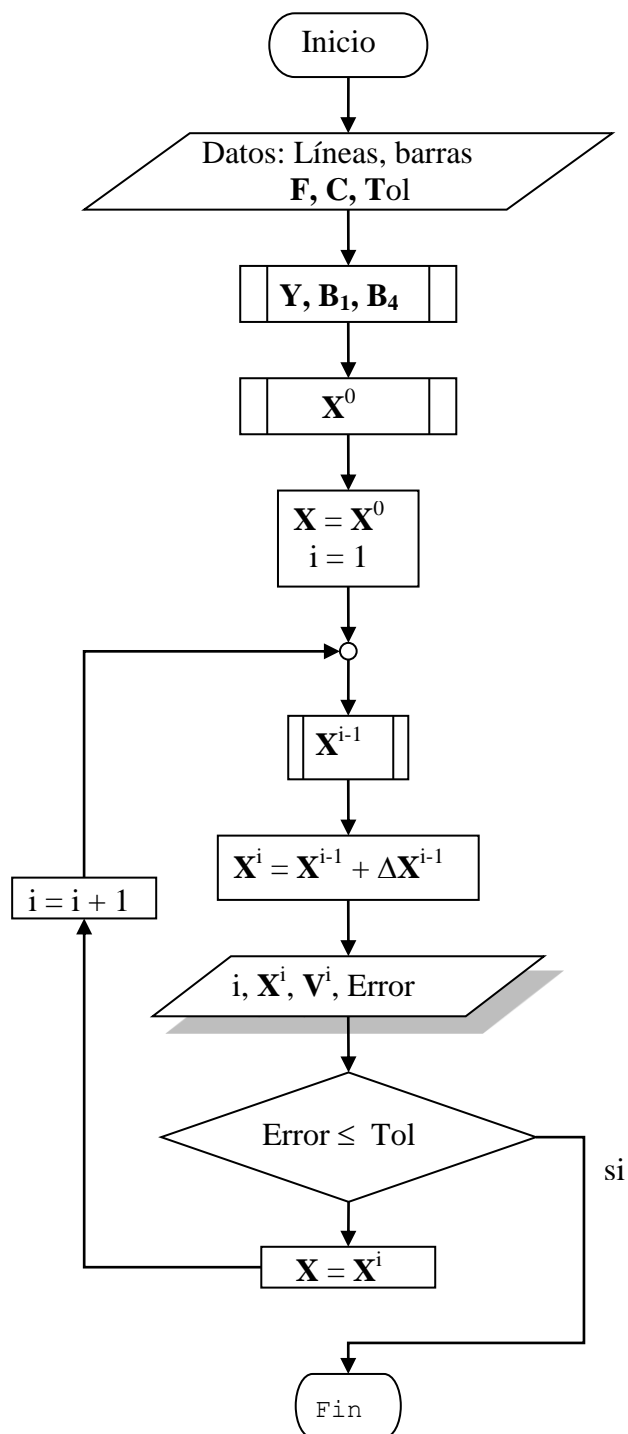 Inicio
Datos: Líneas, barras
F, C, Tol
Y, B₁, B₄
X⁰
X = X⁰
i = 1
Xⁱ⁻¹
Xⁱ = Xⁱ⁻¹ + ΔXⁱ⁻¹
i = i + 1
i, Xⁱ, Vⁱ, Error
Error ≤ Tol
si
X = Xⁱ
Fin